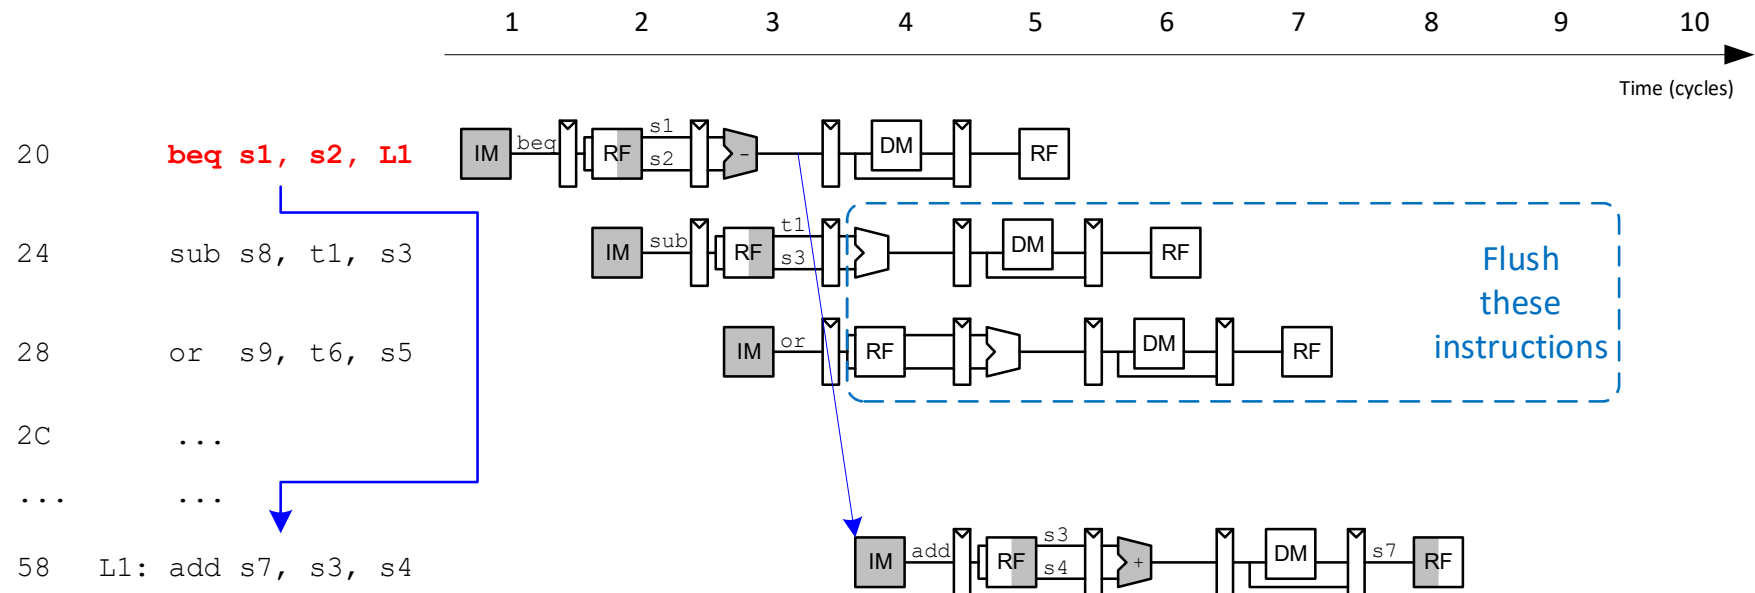 1 2 3 4 5 6 7 8 9 10
Time (cycles)
20 beq s1, s2, L1 IM beq RF s1 s2 - DM RF
24 sub s8, t1, s3 IM sub RF t1 s3 DM RF
28 or s9, t6, s5 IM or RF DM RF
Flush
these
instructions
2C ...
... ...
58 L1: add s7, s3, s4 IM add RF s3 s4 + DM s7 RF